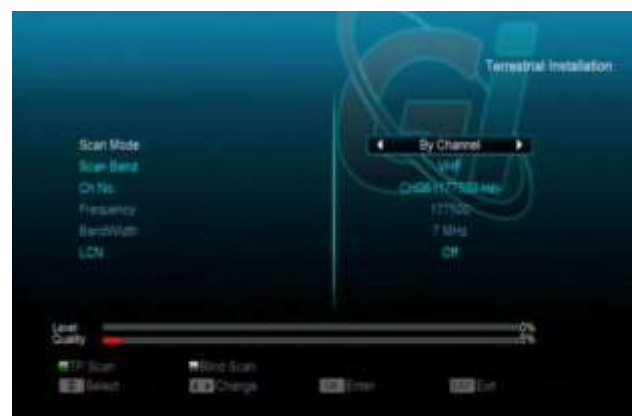 Terrestrial Installation
Scan Mode By Channel
Scan Band VHF
Ch No.
Frequency 177500
BandWidth 7 MHz
LCN Off
Level 0%
Quality
TP Scan Blind Scan
Select Change Enter Exit